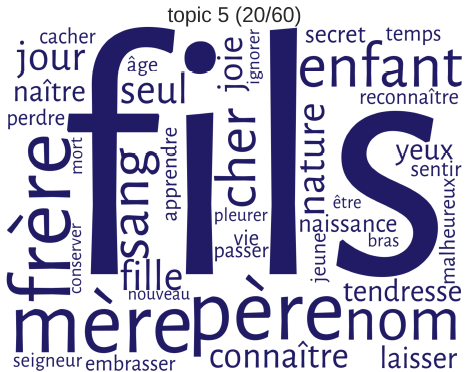 topic 5 (20/60)
cacher
secret
temps
jour
âge
joie
ignorer
enfant
naître
seul
reconnaître
perdre
fils
frère
mort
sang
apprendre
cher
nature
yeux
sentir
pleurer
être
naissance
malheureux
conserver
vie
passer
jeune
bras
fille
nouveau
tendresse
mère
père
nom
seigneur
embrasser
connaître
laisser